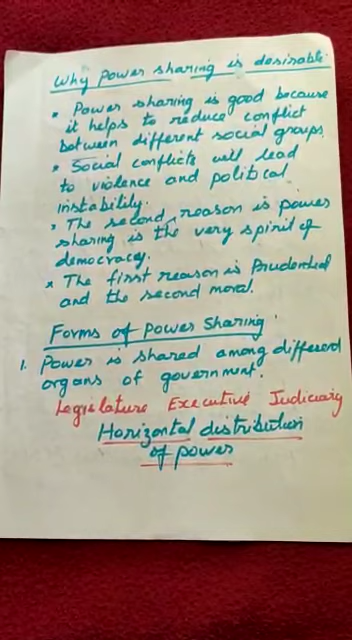 Why Power sharing is desirable.
* Power sharing is good because
it helps to reduce conflict
between different social groups.
* Social conflicts will lead
to violence and political
instability.
* The second reason is power
sharing is the very spirit of
democracy.
* The first reason is Prudential
and the second moral.
Forms of Power Sharing
1. Power is shared among different
organs of government.
Legislature Executive Judiciary
Horizontal distribution
of power